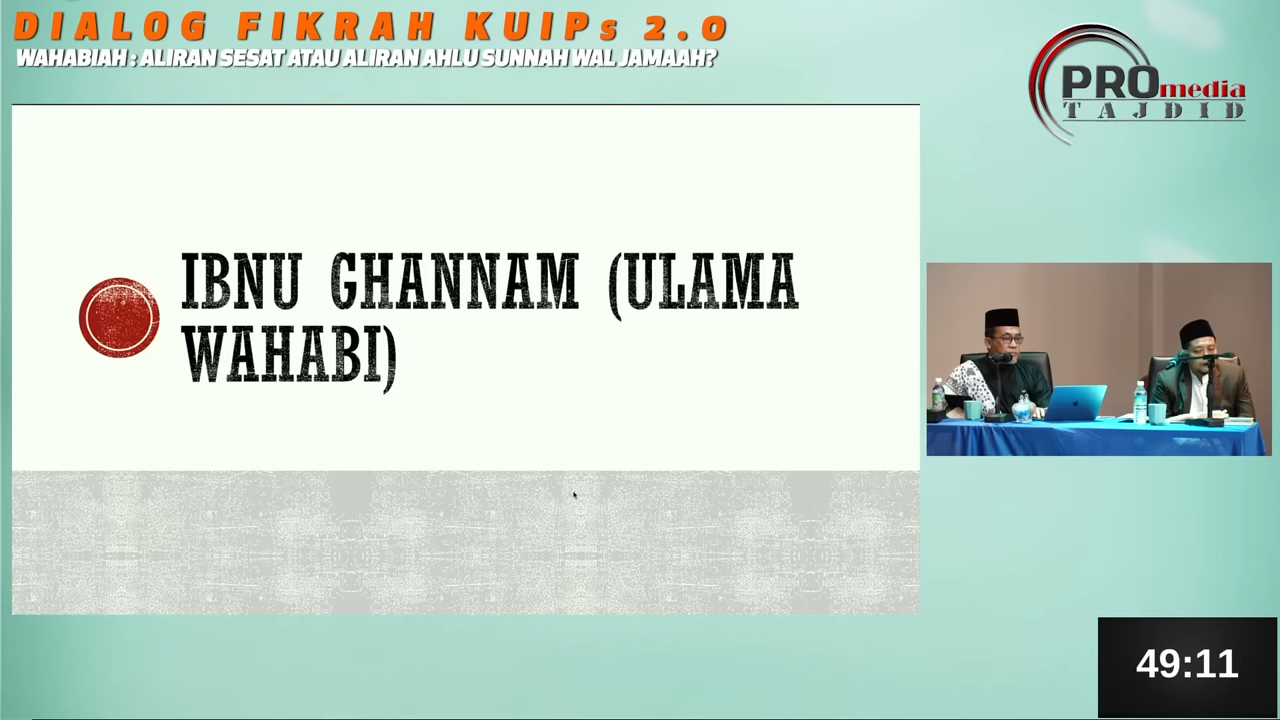 DIALOG FIKRAH KUIPs 2.0
WAHABIAH : ALIRAN SESAT ATAU ALIRAN AHLU SUNNAH WAL JAMAAH?
PROmedia
TAJDID
IBNU GHANNAM (ULAMA
WAHABI)
49:11